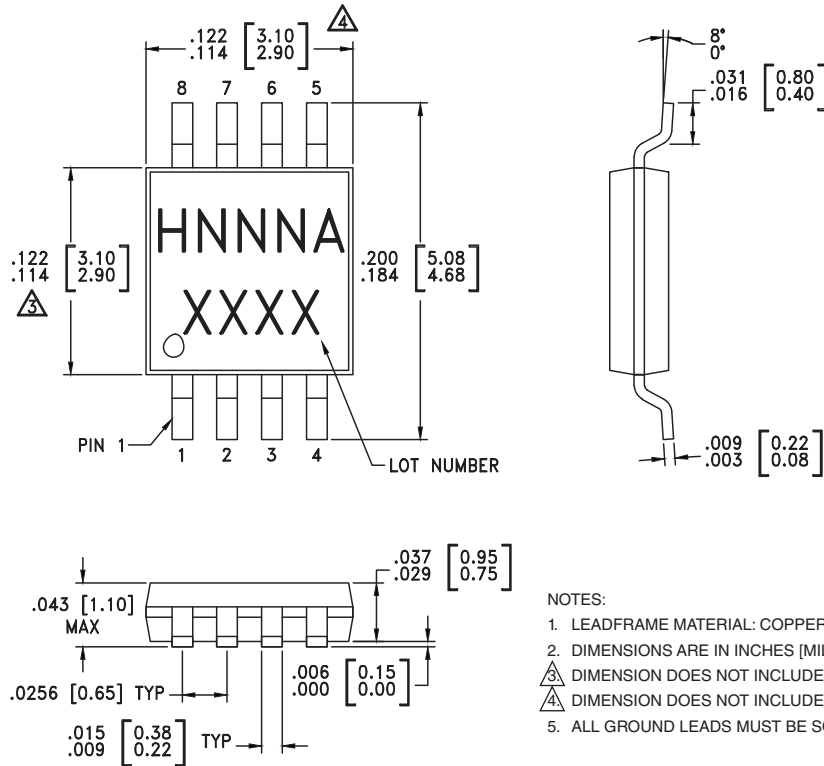 .122 [3.10]
.114 [2.90]
4
8 7 6 5
8°
0°
.031 [0.80]
.016 [0.40]
HNNNA
XXXX
.122 [3.10]
.114 [2.90]
3
.200 [5.08]
.184 [4.68]
PIN 1
1 2 3 4
LOT NUMBER
.009 [0.22]
.003 [0.08]
.037 [0.95]
.029 [0.75]
.043 [1.10]
MAX
.0256 [0.65] TYP
.006 [0.15]
.000 [0.00]
.015 [0.38]
.009 [0.22]
TYP
NOTES:
1. LEADFRAME MATERIAL: COPPER
2. DIMENSIONS ARE IN INCHES
3. DIMENSION DOES NOT INCLUDE
4. DIMENSION DOES NOT INCLUDE
5. ALL GROUND LEADS MUST BE